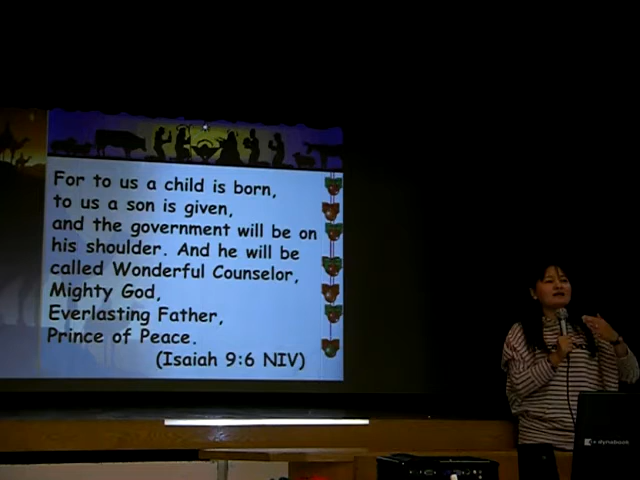 For to us a child is born,
to us a son is given,
and the government will be on
his shoulder. And he will be
called Wonderful Counselor,
Mighty God,
Everlasting Father,
Prince of Peace.
(Isaiah 9:6 NIV)